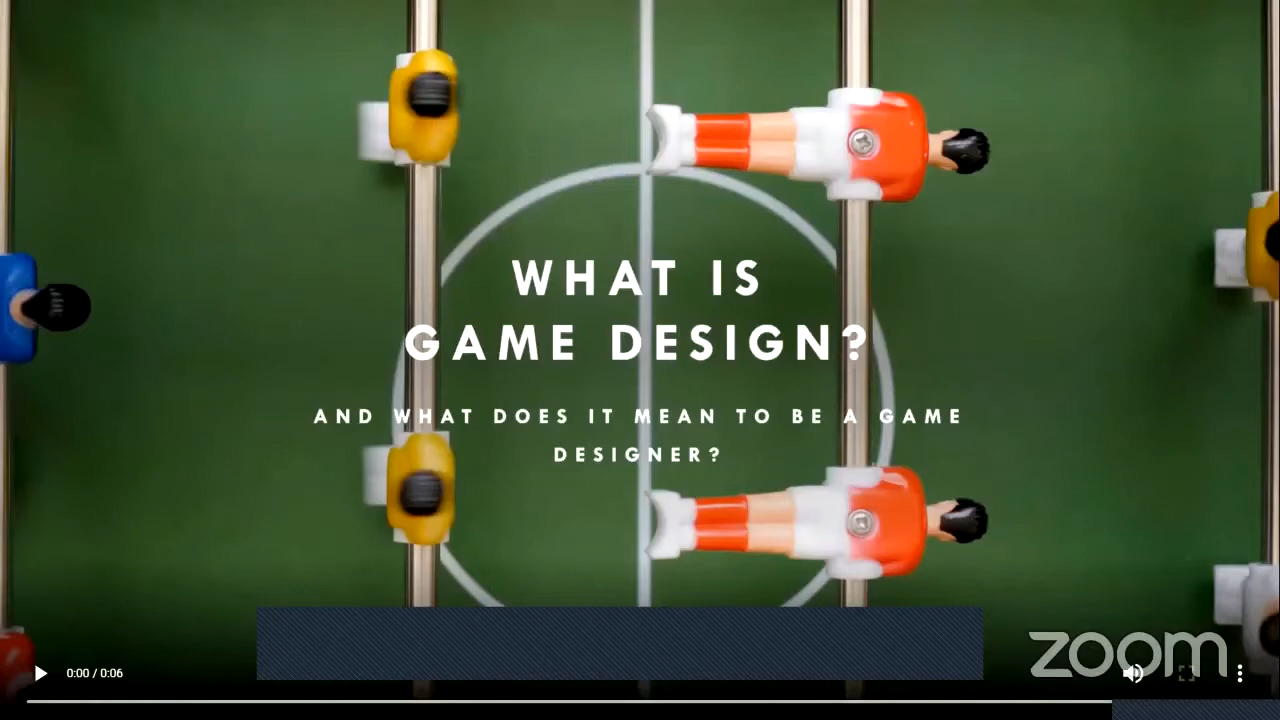 WHAT IS
GAME DESIGN?
AND WHAT DOES IT MEAN TO BE A GAME
DESIGNER?
zoom
0:00 / 0:06